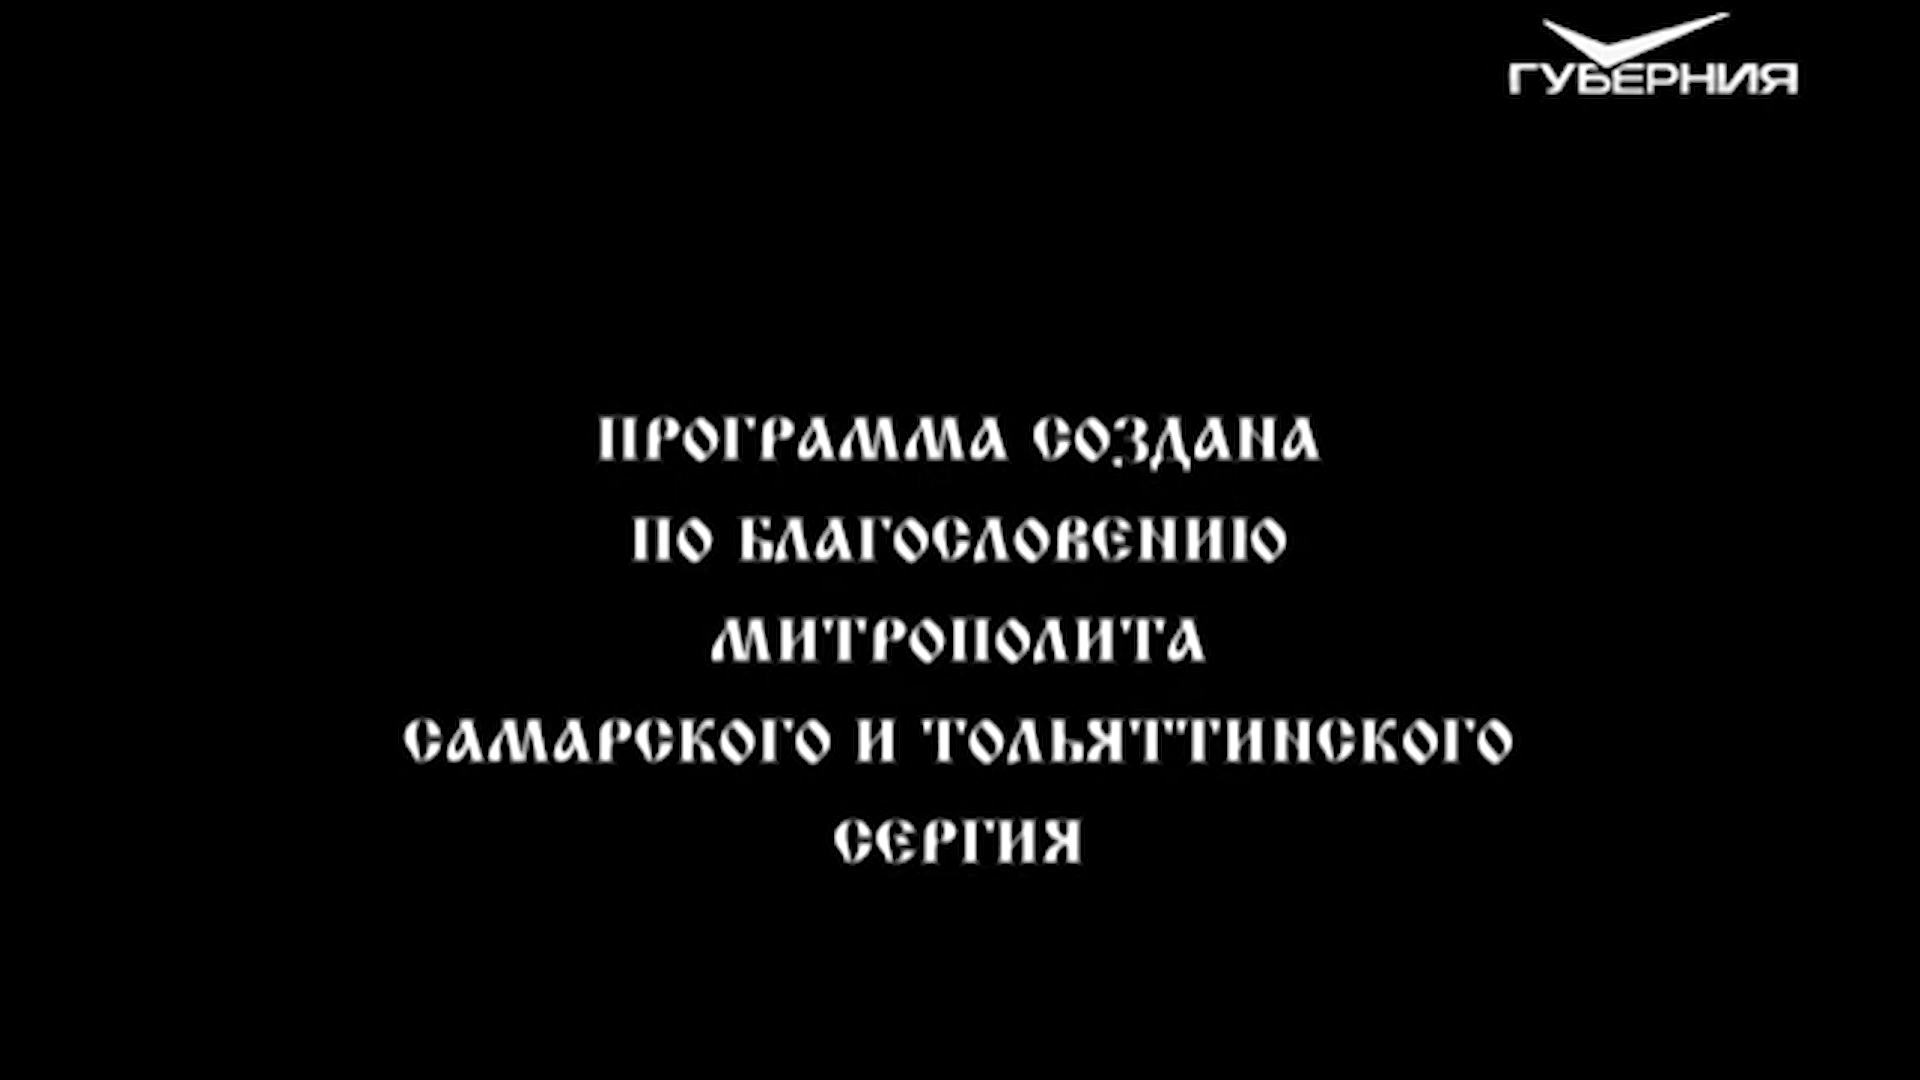 ГУБЕРНИЯ
ПРОГРАММА СОЗДАНА
ПО БЛАГОСЛОВЕНИЮ
МИТРОПОЛИТА
САМАРСКОГО И ТОЛЬЯТТИНСКОГО
СЕРГИЯ